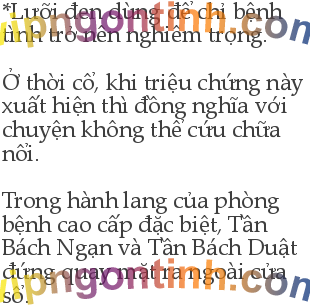 *Lưỡi đen dùng để chỉ bệnh
tình trở nên nghiêm trọng.
Ở thời cổ, khi triệu chứng này
xuất hiện thì đồng nghĩa với
chuyện không thể cứu chữa
nổi.
Trong hành lang của phòng
bệnh cao cấp đặc biệt, Tần
Bách Ngạn và Tần Bách Duật
đứng quay mặt ra ngoài cửa
sổ.